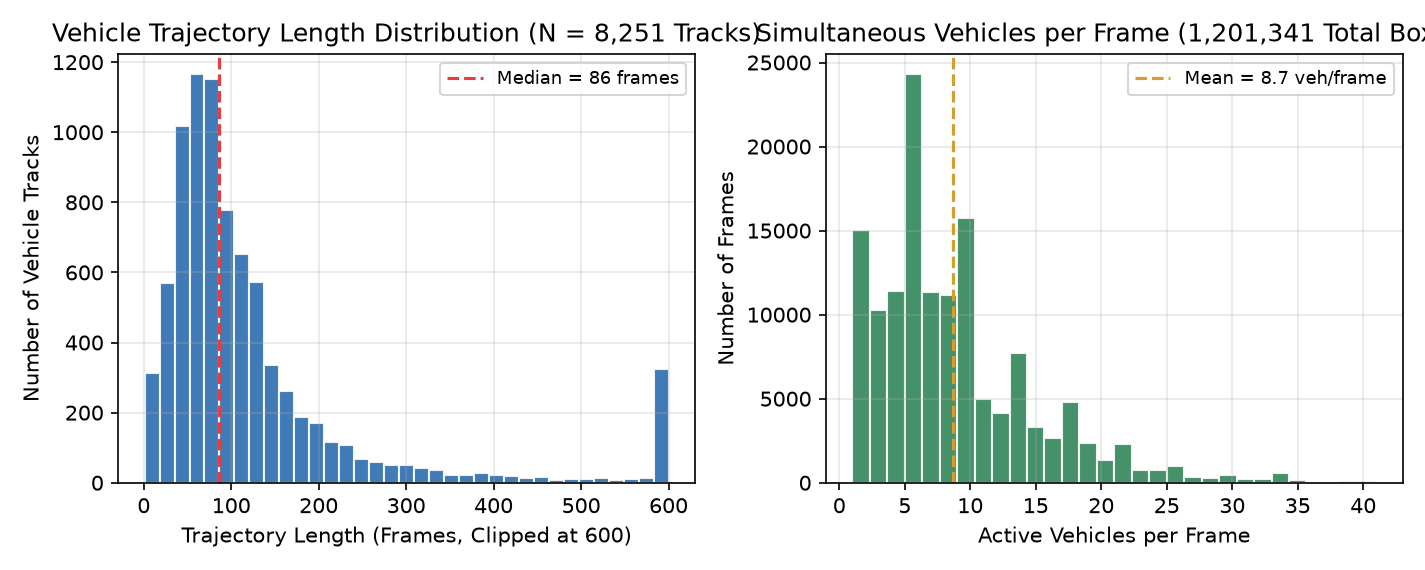 Vehicle Trajectory Length Distribution (N = 8,251 Tracks)
Simultaneous Vehicles per Frame (1,201,341 Total Box
Median = 86 frames
Mean = 8.7 veh/frame
Number of Vehicle Tracks
1200
1000
800
600
400
200
0
0 100 200 300 400 500 600
Trajectory Length (Frames, Clipped at 600)
Number of Frames
25000
20000
15000
10000
5000
0
0 5 10 15 20 25 30 35 40
Active Vehicles per Frame